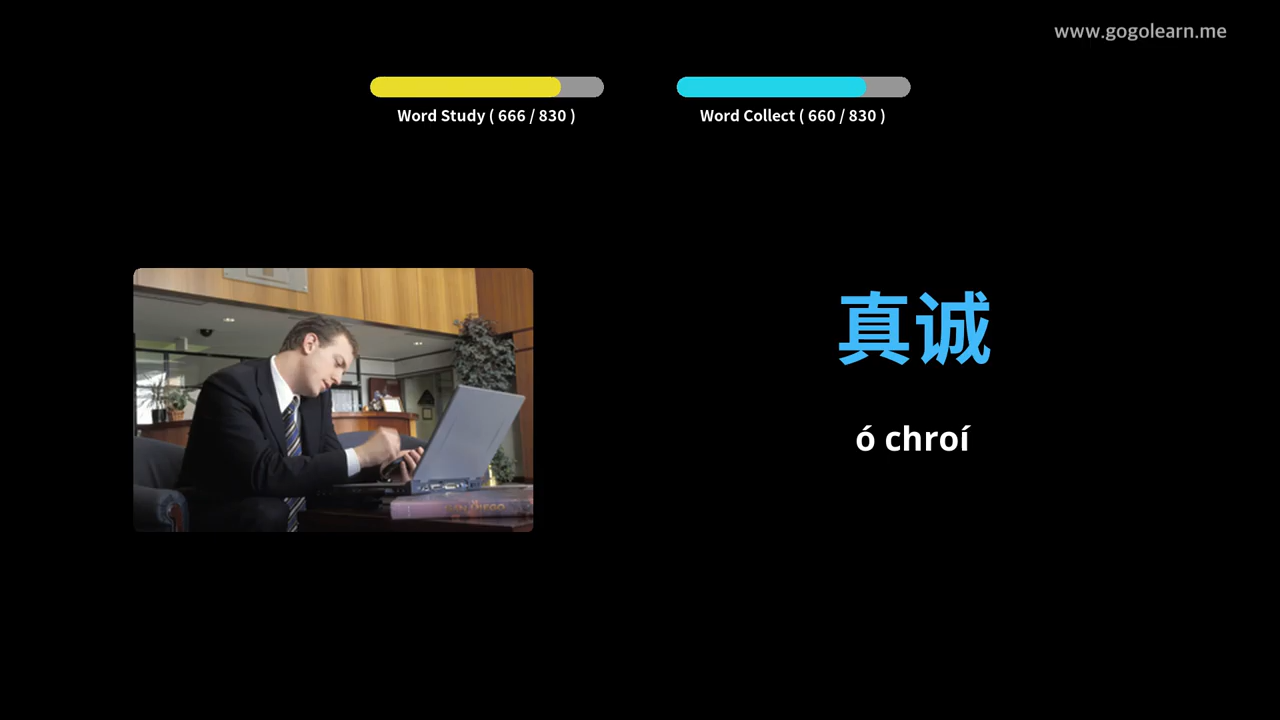 www.gogolearn.me
Word Study ( 666 / 830 )
Word Collect ( 660 / 830 )
真诚
ó chroí